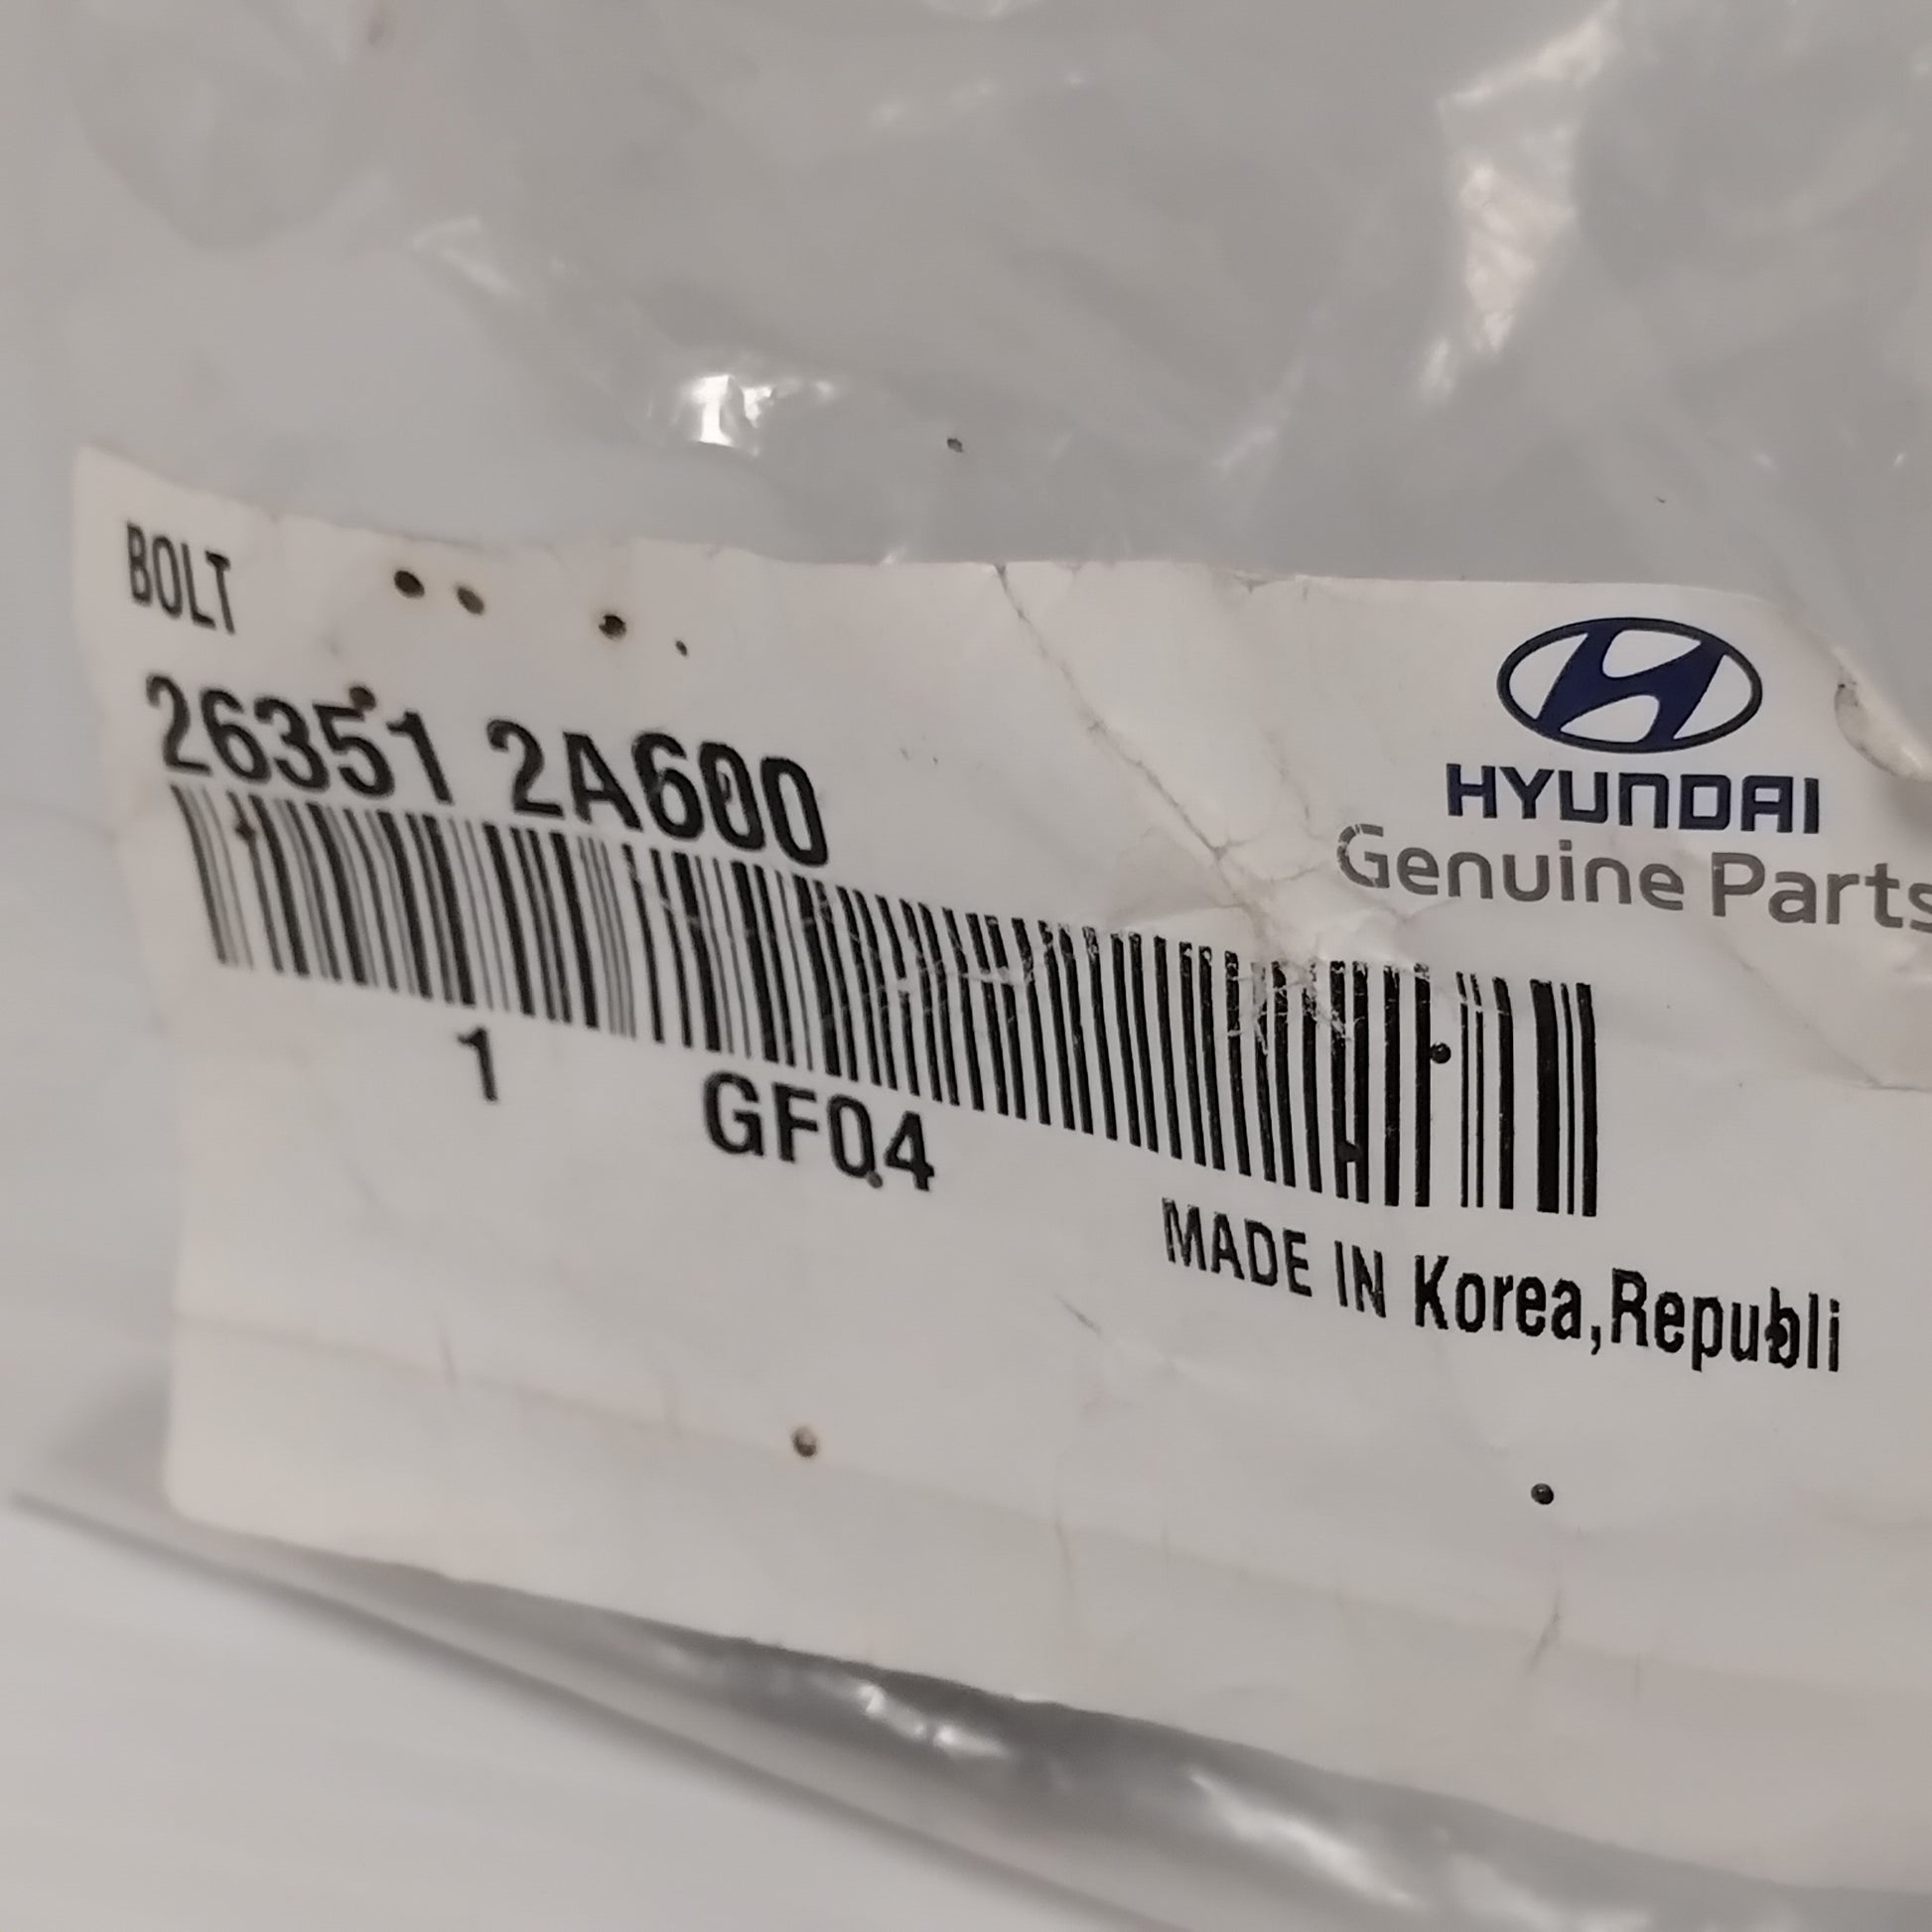 BOLT
26351 2A600
HYUNDAI
Genuine Parts
1 GF04
MADE IN Korea,Republi